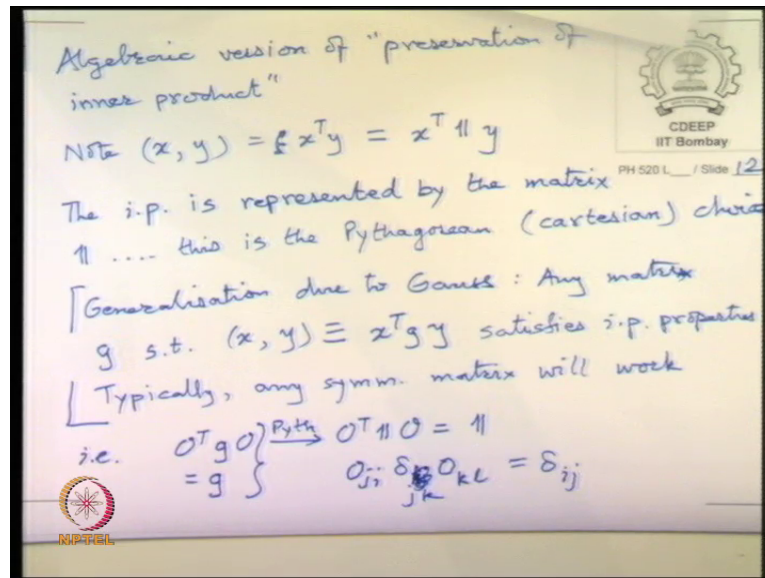 Algebraic version of "preservation of
inner product"
CDEEP
IIT Bombay
Note (x, y) = x^T y = x^T 𝟙 y
PH 520 L___ / Slide 12
The i.p. is represented by the matrix
𝟙 .... this is the Pythagorean (cartesian) choic
Generalisation due to Gauss : Any matrix
g s.t. (x, y) ≡ x^T g y satisfies i.p. properties
Typically, any symm. matrix will work
i.e. O^T g O = g } Pyth → O^T 𝟙 O = 𝟙
O_ji δ_jk O_kl = δ_ij
NPTEL